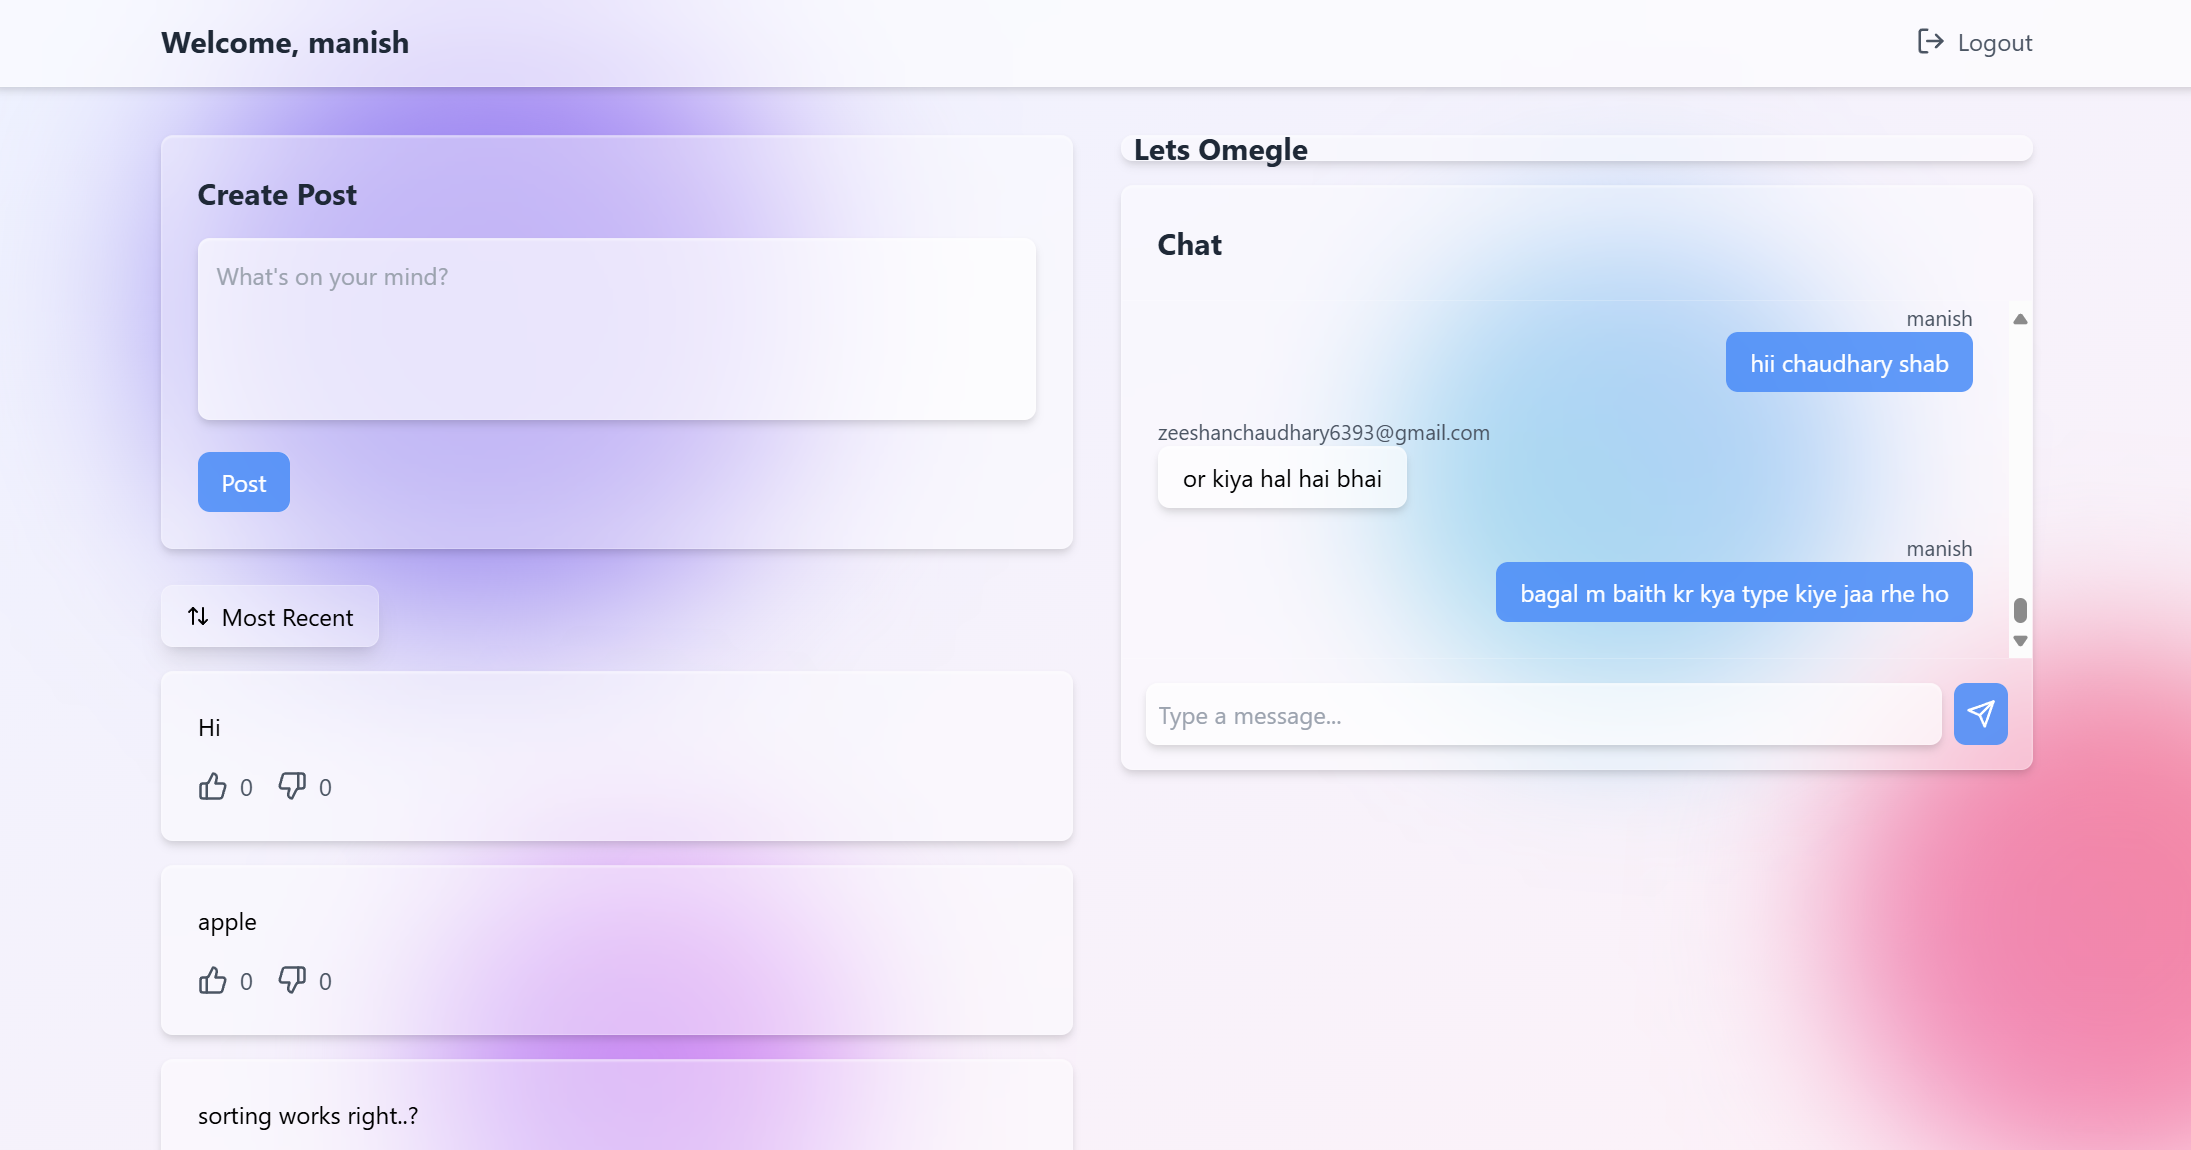 Welcome, manish
Logout
Create Post
What's on your mind?
Post
Most Recent
Hi
0 0
apple
0 0
sorting works right..?
Lets Omegle
Chat
manish
hii chaudhary shab
zeeshanchaudhary6393@gmail.com
or kiya hal hai bhai
manish
bagal m baith kr kya type kiye jaa rhe ho
Type a message...